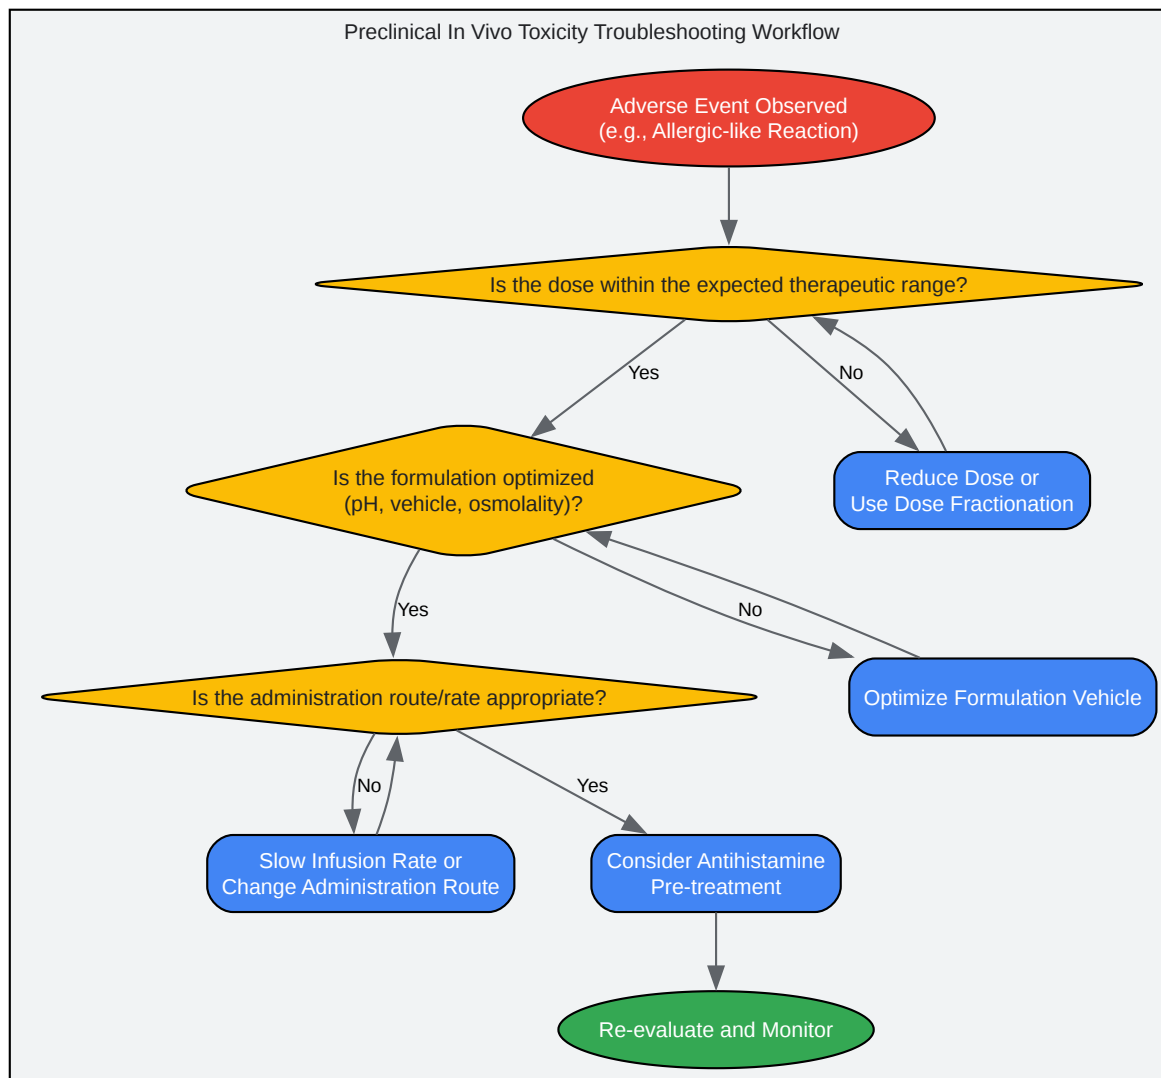 Preclinical In Vivo Toxicity Troubleshooting Workflow
Adverse Event Observed
(e.g., Allergic-like Reaction)
Is the dose within the expected therapeutic range?
Yes
No
Is the formulation optimized
(pH, vehicle, osmolality)?
Reduce Dose or
Use Dose Fractionation
Yes
No
Is the administration route/rate appropriate?
Optimize Formulation Vehicle
No
Yes
Slow Infusion Rate or
Change Administration Route
Consider Antihistamine
Pre-treatment
Re-evaluate and Monitor